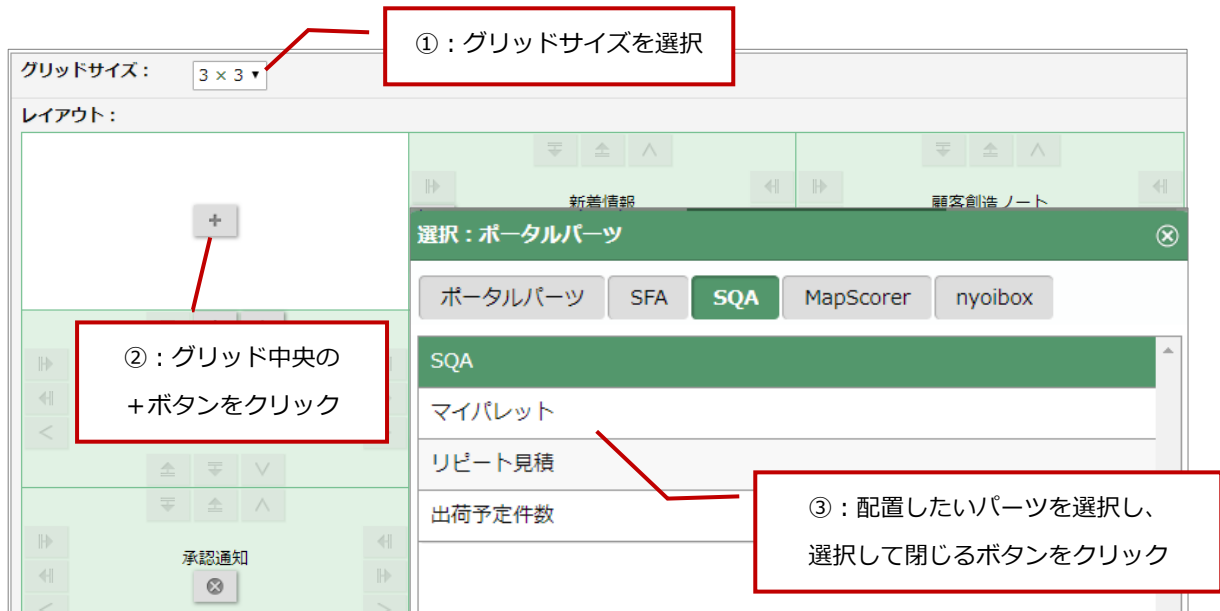 ①：グリッドサイズを選択
グリッドサイズ：
3 × 3
レイアウト：
新着情報
顧客創造ノート
選択：ポータルパーツ
ポータルパーツ
SFA
SQA
MapScorer
nyoibox
②：グリッド中央の
＋ボタンをクリック
SQA
マイパレット
リピート見積
出荷予定件数
③：配置したいパーツを選択し、
選択して閉じるボタンをクリック
承認通知